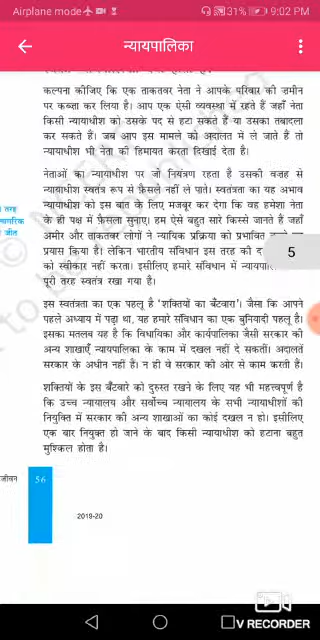 Airplane mode
31% 9:02 PM
न्यायपालिका
कल्पना कीजिए कि एक ताकतवर नेता ने आपके परिवार की ज़मीन
पर कब्ज़ा कर लिया है। आप एक ऐसी व्यवस्था में रहते हैं जहाँ नेता
किसी न्यायाधीश को उसके पद से हटा सकते हैं या उसका तबादला
कर सकते हैं। जब आप इस मामले को अदालत में ले जाते हैं तो
न्यायाधीश भी नेता की हिमायत करता दिखाई देता है।
नेताओं का न्यायाधीश पर जो नियंत्रण रहता है उसकी वजह से
न्यायाधीश स्वतंत्र रूप से फ़ैसले नहीं ले पाते। स्वतंत्रता का यह अभाव
न्यायाधीश को इस बात के लिए मजबूर कर देगा कि वह हमेशा नेता
के ही पक्ष में फ़ैसला सुनाए। हम ऐसे बहुत सारे किस्से जानते हैं जहाँ
अमीर और ताकतवर लोगों ने न्यायिक प्रक्रिया को प्रभावित
प्रयास किया है। लेकिन भारतीय संविधान इस तरह की
को स्वीकार नहीं करता। इसीलिए हमारे संविधान में
पूरी तरह स्वतंत्र रखा गया है।
5
तरह
जीत
इस स्वतंत्रता का एक पहलू है 'शक्तियों का बँटवारा'। जैसा कि आपने
पहले अध्याय में पढ़ा था, यह हमारे संविधान का एक बुनियादी पहलू है।
इसका मतलब यह है कि विधायिका और कार्यपालिका जैसी सरकार की
अन्य शाखाएँ न्यायपालिका के काम में दखल नहीं दे सकतीं। अदालतें
सरकार के अधीन नहीं हैं। न ही वे सरकार की ओर से काम करती हैं।
शक्तियों के इस बँटवारे को दुरुस्त रखने के लिए यह भी महत्त्वपूर्ण है
कि उच्च न्यायालय और सर्वोच्च न्यायालय के सभी न्यायाधीशों की
नियुक्ति में सरकार की अन्य शाखाओं का कोई दखल न हो। इसीलिए
एक बार नियुक्त हो जाने के बाद किसी न्यायाधीश को हटाना बहुत
मुश्किल होता है।
जीवन 56
2019-20
V RECORDER